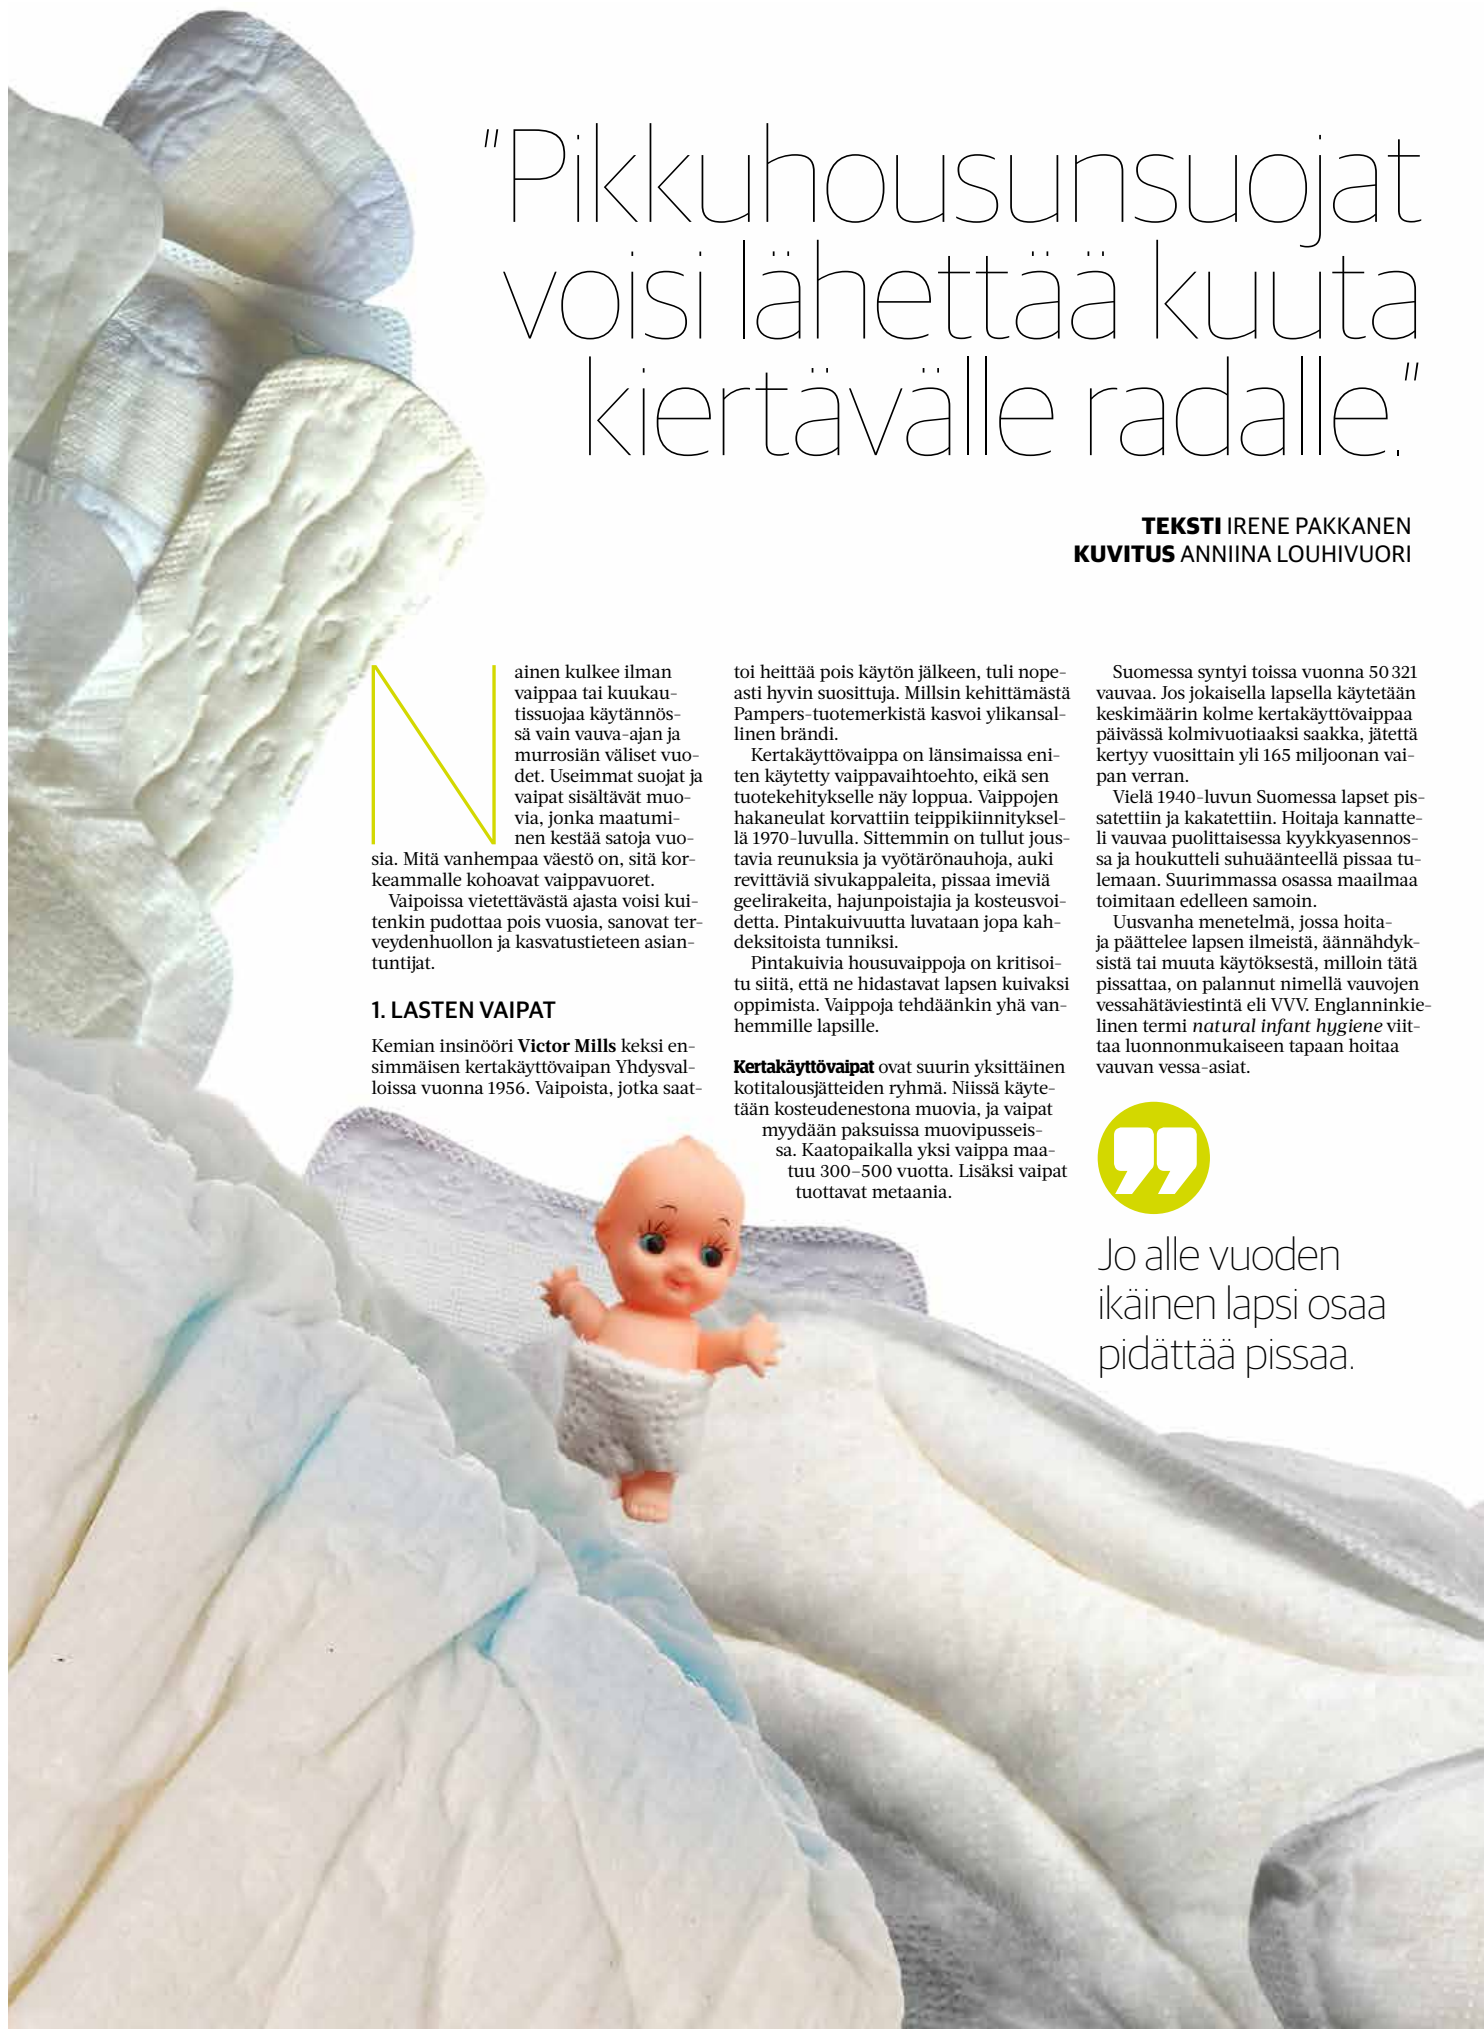 "Pikkuhousunsuojat
voisi lähettää kuuta
kiertävälle radalle."
TEKSTI IRENE PAKKANEN
KUVITUS ANNIINA LOUHIVUORI
Nainen kulkee ilman
vaippaa tai kuukau-
tissuojaa käytännös-
sä vain vauva-ajan ja
murrosiän väliset vuo-
det. Useimmat suojat ja
vaipat sisältävät muo-
via, jonka maatumi-
nen kestää satoja vuo-
sia. Mitä vanhempaa väestö on, sitä kor-
keammalle kohoavat vaippavuoret.
Vaipoissa vietettävästä ajasta voisi kui-
tenkin pudottaa pois vuosia, sanovat ter-
veydenhuollon ja kasvatustieteen asian-
tuntijat.
1. LASTEN VAIPAT
Kemian insinööri Victor Mills keksi en-
simmäisen kertakäyttövaipan Yhdysval-
loissa vuonna 1956. Vaipoista, jotka saat-
toi heittää pois käytön jälkeen, tuli nope-
asti hyvin suosittuja. Millsin kehittämästä
Pampers-tuotemerkistä kasvoi ylikansal-
linen brändi.
Kertakäyttövaippa on länsimaissa eni-
ten käytetty vaippavaihtoehto, eikä sen
tuotekehitykselle näy loppua. Vaippojen
hakaneulat korvattiin teippikiinnityksel-
lä 1970-luvulla. Sittemmin on tullut jous-
tavia reunuksia ja vyötärönauhoja, auki
revittäviä sivukappaleita, pissaa imeviä
geelirakeita, hajunpoistajia ja kosteusvoi-
detta. Pintakuivuutta luvataan jopa kah-
deksitoista tunniksi.
Pintakuivia housuvaippoja on kritisoi-
tu siitä, että ne hidastavat lapsen kuivaksi
oppimista. Vaippoja tehdäänkin yhä van-
hemmille lapsille.
Kertakäyttövaipat ovat suurin yksittäinen
kotitalousjätteiden ryhmä. Niissä käyte-
tään kosteudenestona muovia, ja vaipat
myydään paksuissa muovipusseis-
sa. Kaatopaikalla yksi vaippa maa-
tuu 300–500 vuotta. Lisäksi vaipat
tuottavat metaania.
Suomessa syntyi toissa vuonna 50 321
vauvaa. Jos jokaisella lapsella käytetään
keskimäärin kolme kertakäyttövaippaa
päivässä kolmivuotiaaksi saakka, jätettä
kertyy vuosittain yli 165 miljoonan vai-
pan verran.
Vielä 1940-luvun Suomessa lapset pis-
satettiin ja kakatettiin. Hoitaja kannatte-
li vauvaa puolittaisessa kyykkyasennos-
sa ja houkutteli suhuäänteellä pissaa tu-
lemaan. Suurimmassa osassa maailmaa
toimitaan edelleen samoin.
Uusvanha menetelmä, jossa hoita-
ja päättelee lapsen ilmeistä, äännähdyk-
sistä tai muuta käytöksestä, milloin tätä
pissattaa, on palannut nimellä vauvojen
vessahätäviestintä eli VVV. Englanninkie-
linen termi natural infant hygiene viit-
taa luonnonmukaiseen tapaan hoitaa
vauvan vessa-asiat.
Jo alle vuoden
ikäinen lapsi osaa
pidättää pissaa.